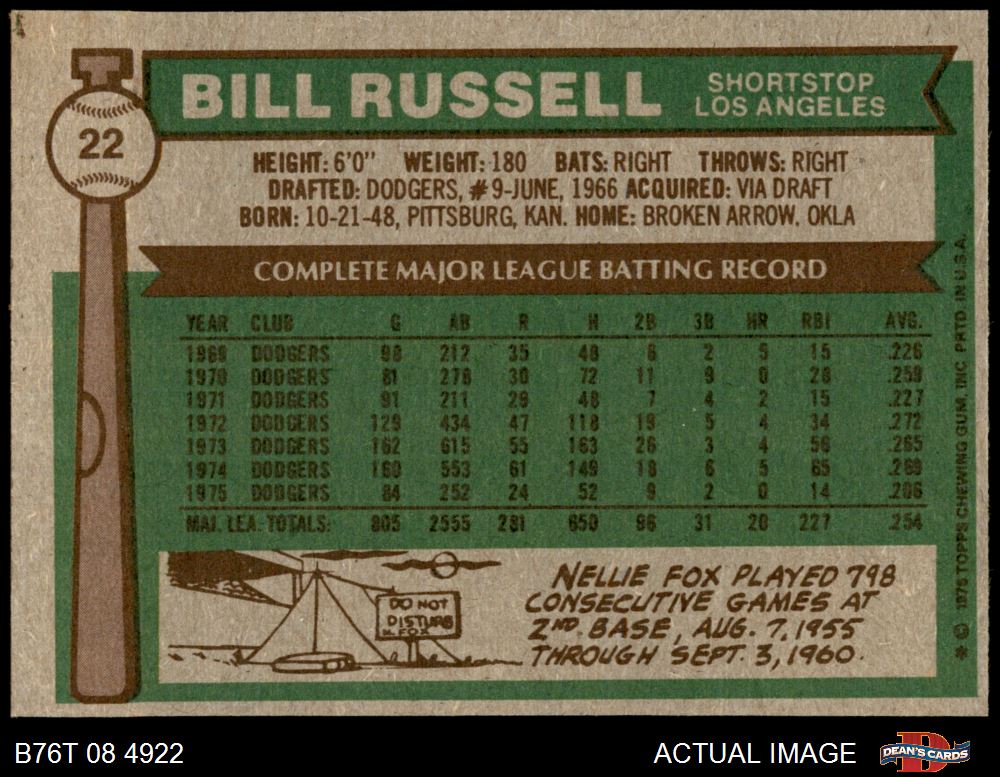 22
BILL RUSSELL
SHORTSTOP
LOS ANGELES
HEIGHT: 6'0" WEIGHT: 180 BATS: RIGHT THROWS: RIGHT
DRAFTED: DODGERS, #9-JUNE, 1966 ACQUIRED: VIA DRAFT
BORN: 10-21-48, PITTSBURG, KAN. HOME: BROKEN ARROW. OKLA
COMPLETE MAJOR LEAGUE BATTING RECORD
YEAR CLUB G AB R H 2B 3B HR RBI AVG.
1969 DODGERS 98 212 35 48 6 2 5 15 .226
1970 DODGERS 81 278 30 72 11 9 0 28 .259
1971 DODGERS 91 211 29 48 7 4 2 15 .227
1972 DODGERS 129 434 47 118 19 5 4 34 .272
1973 DODGERS 162 615 55 163 26 3 4 56 .265
1974 DODGERS 160 553 61 149 18 6 5 65 .269
1975 DODGERS 84 252 24 52 9 2 0 14 .206
MAJ. LEA. TOTALS: 805 2555 281 650 96 31 20 227 .254
DO NOT
DISTURB
N. FOX
NELLIE FOX PLAYED 798
CONSECUTIVE GAMES AT
2ND BASE, AUG. 7, 1955
THROUGH SEPT. 3, 1960.
* © 1976 TOPPS CHEWING GUM, INC. PRTD. IN U.S.A.
B76T 08 4922
ACTUAL IMAGE
DEAN'S CARDS